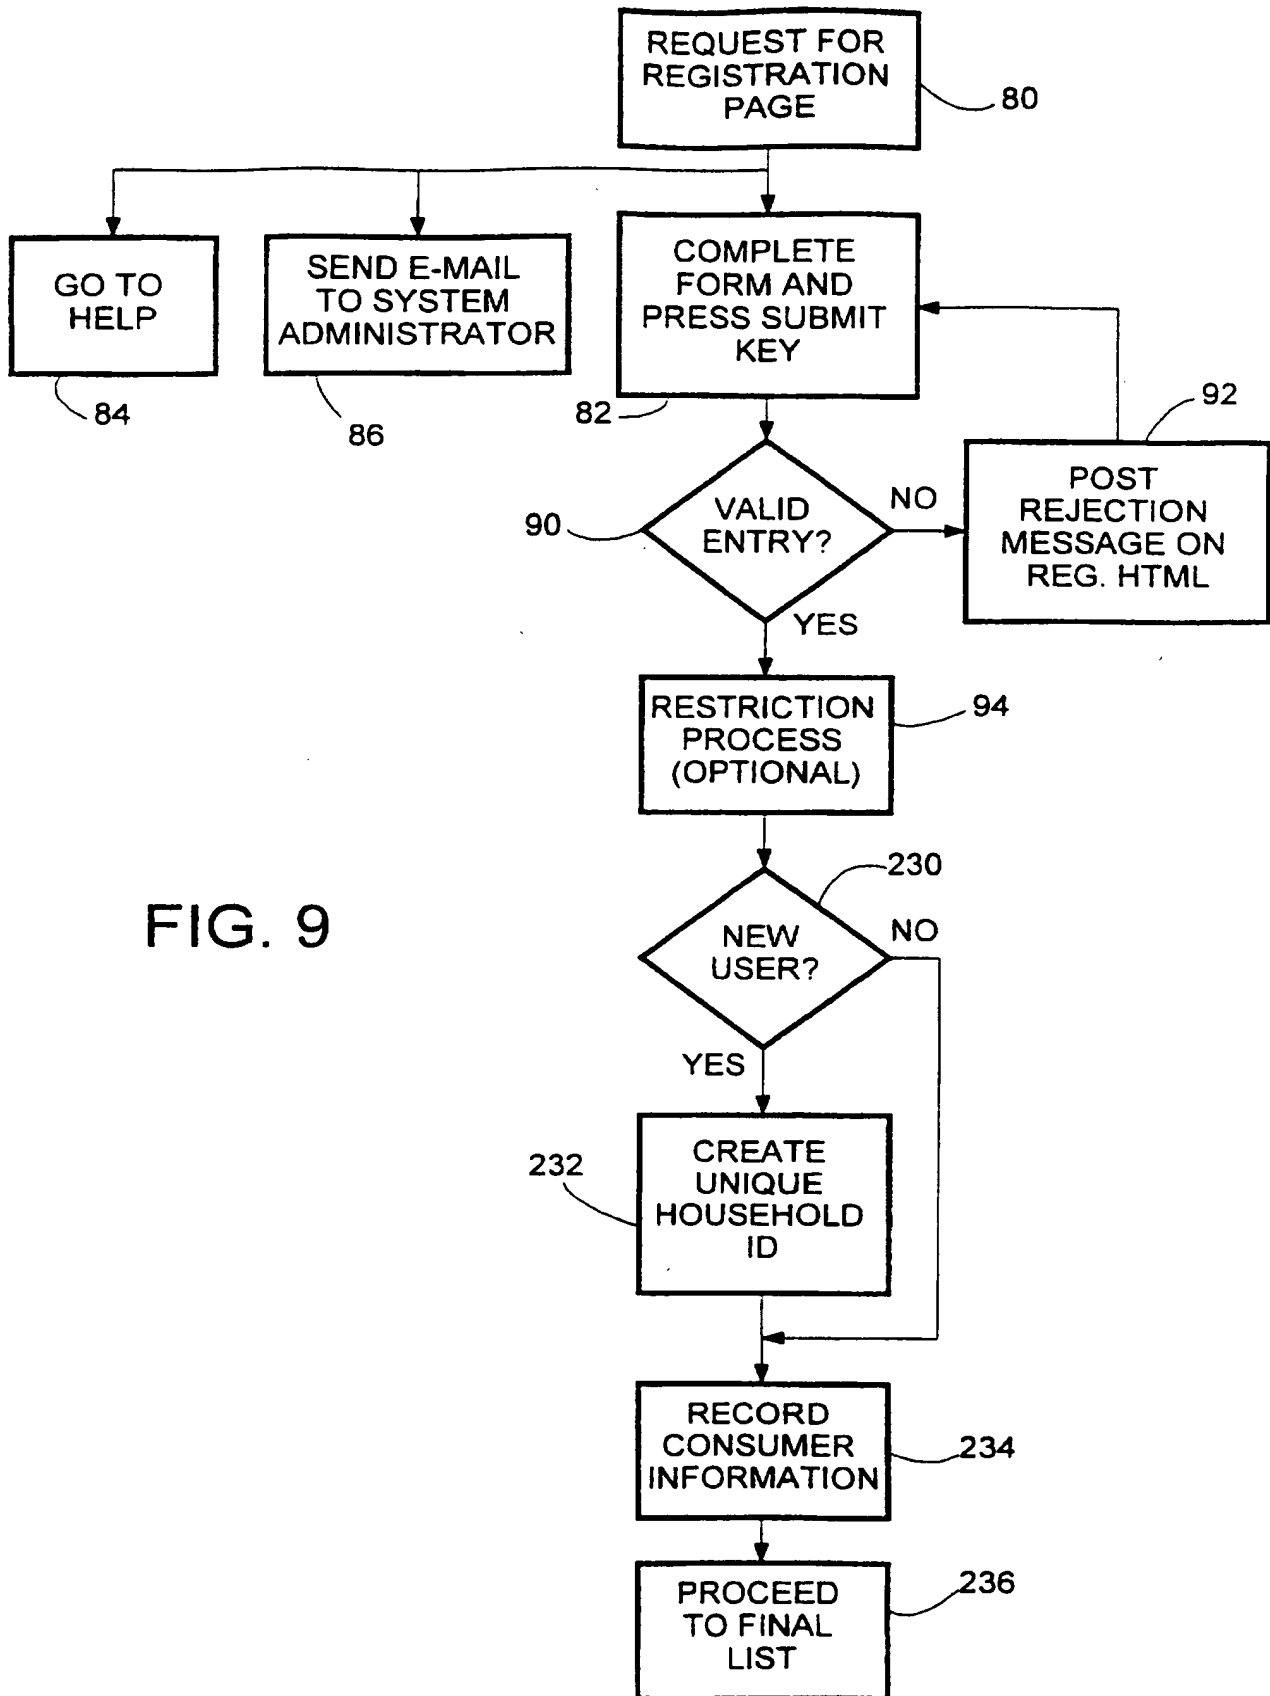 REQUEST FOR
REGISTRATION
PAGE
80
GO TO
HELP
84
SEND E-MAIL
TO SYSTEM
ADMINISTRATOR
86
COMPLETE
FORM AND
PRESS SUBMIT
KEY
82
92
POST
REJECTION
MESSAGE ON
REG. HTML
90
VALID
ENTRY?
NO
YES
RESTRICTION
PROCESS
(OPTIONAL)
94
230
NEW
USER?
NO
YES
FIG. 9
232
CREATE
UNIQUE
HOUSEHOLD
ID
RECORD
CONSUMER
INFORMATION
234
PROCEED
TO FINAL
LIST
236